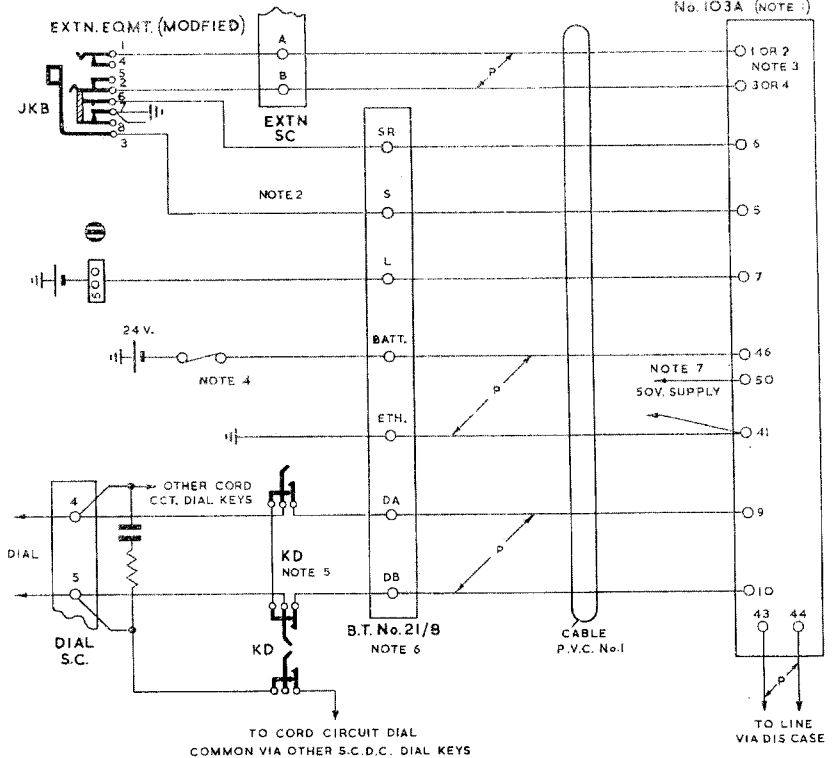 No. 103A (NOTE 1)
EXTN. EQMT. (MODFIED)
A
B
EXTN
SC
1
4
5
2
6
7
8
3
JKB
P
1 OR 2
NOTE 3
3 OR 4
SR
6
NOTE 2
S
5
L
7
24 V.
BATT.
46
NOTE 4
NOTE 7
50
50V. SUPPLY
P
ETH.
41
4
OTHER CORD
CCT. DIAL KEYS
DA
9
DIAL
KD
NOTE 5
P
5
DB
10
DIAL
S.C.
KD
B.T. No. 21/8
NOTE 6
CABLE
P.V.C. No.1
43
44
P
TO CORD CIRCUIT DIAL
COMMON VIA OTHER S.C.D.C. DIAL KEYS
TO LINE
VIA DIS CASE